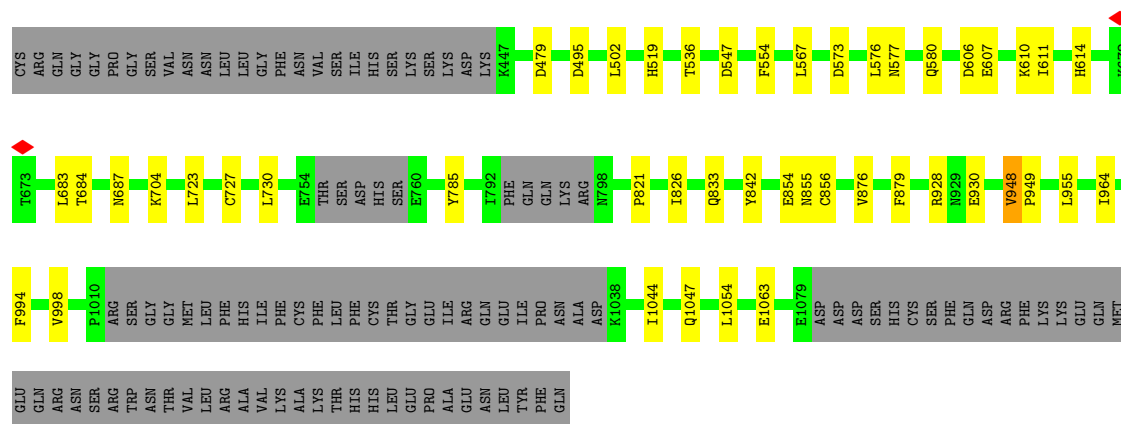 CYS ARG GLN GLY GLY PRO GLY SER VAL ASN ASN LEU LEU GLY PHE ASN VAL SER ILE HIS SER LYS SER LYS ASP LYS K447 D479 D495 L502 H519 T536 D547 F554 L567 D573 L576 N577 Q580 D606 E607 K610 I611 H614
T673 L683 T684 N687 K704 L723 C727 L730 E754 THR SER ASP HIS SER E760 Y785 I792 PHE GLN GLN LYS ARG N798 P821 I826 Q833 Y842 E854 N855 C856 V876 F879 R928 N929 E930 V948 P949 L955 I964
F994 V998 P1010 ARG SER GLY GLY MET LEU PHE HIS ILE PHE CYS PHE LEU PHE CYS THR GLY GLU ILE ARG GLN GLU ILE PRO ASN ALA ASP K1038 I1044 Q1047 L1054 E1063 E1079 ASP ASP ASP SER HIS CYS SER PHE GLN ASP ARG PHE LYS LYS GLU GLN MET
GLU GLN ARG ASN SER ARG TRP ASN THR VAL LEU ARG ALA VAL LYS ALA LYS THR HIS HIS LEU GLU PRO ALA GLU ASN LEU TYR PHE GLN